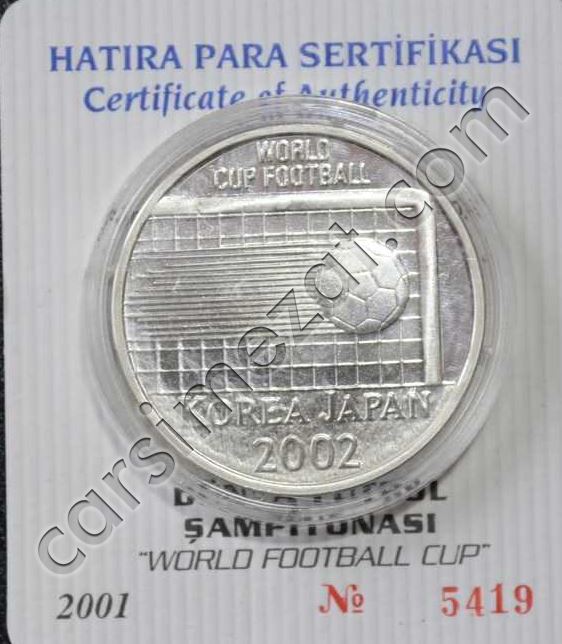 HATIRA PARA SERTİFİKASI
Certificate of Authenticity
WORLD
CUP FOOTBALL
KOREA JAPAN
2002
ŞAMPİYONASI
"WORLD FOOTBALL CUP"
2001 № 5419
carsimezat.com